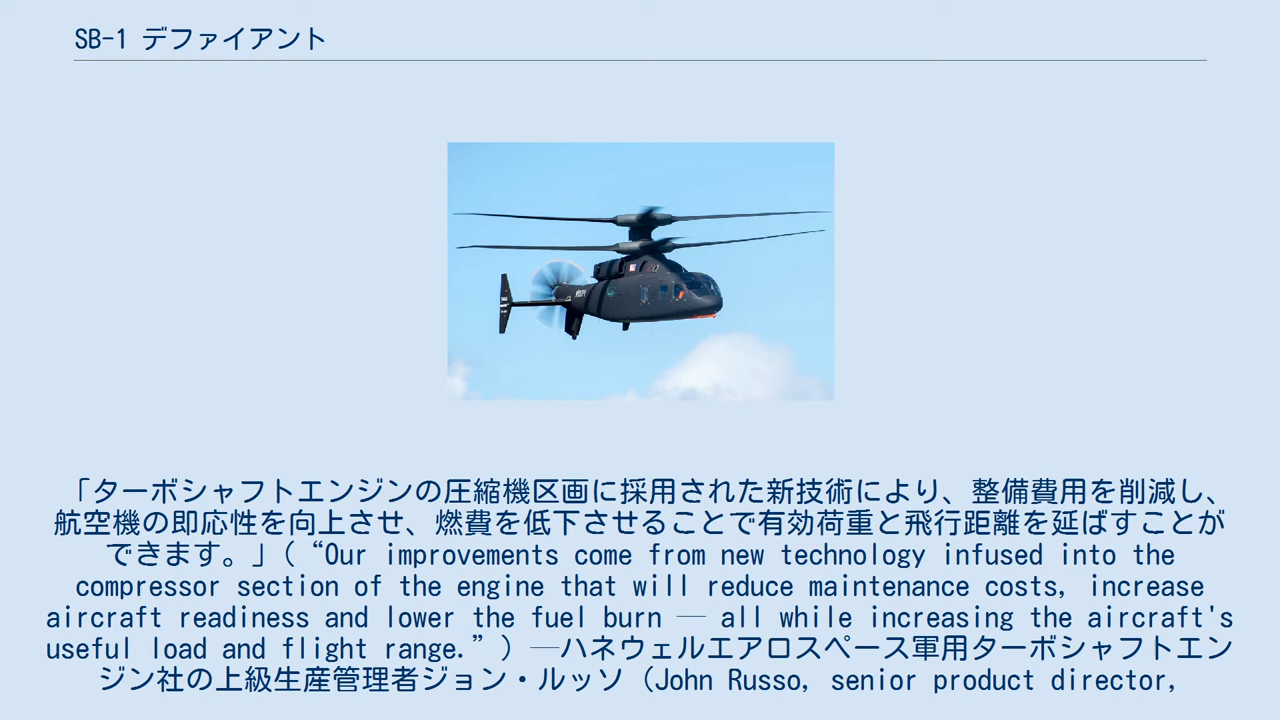 SB-1 デファイアント
「ターボシャフトエンジンの圧縮機区画に採用された新技術により、整備費用を削減し、
航空機の即応性を向上させ、燃費を低下させることで有効荷重と飛行距離を延ばすことが
できます。」（“Our improvements come from new technology infused into the
compressor section of the engine that will reduce maintenance costs, increase
aircraft readiness and lower the fuel burn — all while increasing the aircraft's
useful load and flight range.”）—ハネウェルエアロスペース軍用ターボシャフトエン
ジン社の上級生産管理者ジョン・ルッソ（John Russo, senior product director,